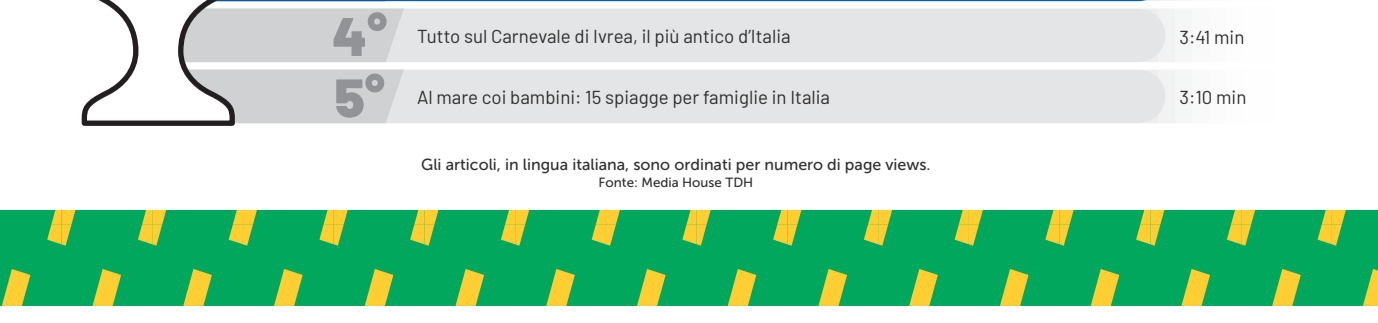 4° Tutto sul Carnevale di Ivrea, il più antico d'Italia 3:41 min
5° Al mare coi bambini: 15 spiagge per famiglie in Italia 3:10 min
Gli articoli, in lingua italiana, sono ordinati per numero di page views.
Fonte: Media House TDH